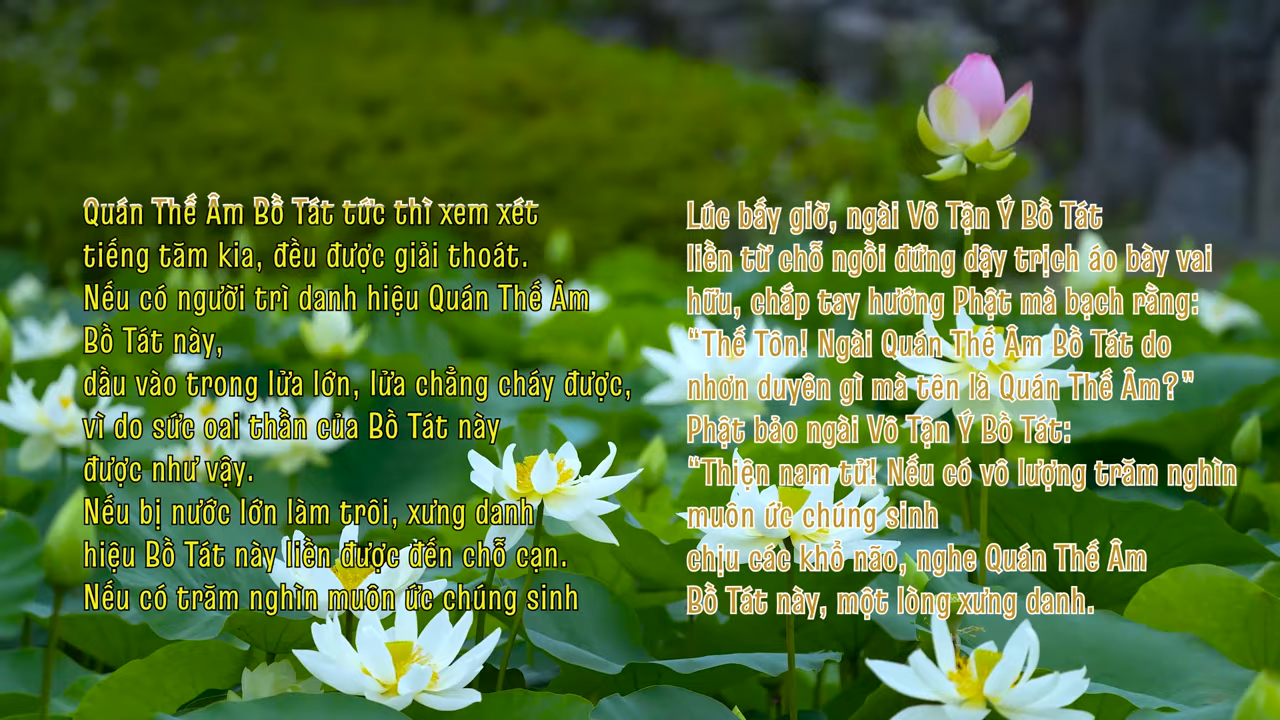 Quán Thế Âm Bồ Tát tức thì xem xét
tiếng tăm kia, đều được giải thoát.
Nếu có người trì danh hiệu Quán Thế Âm
Bồ Tát này,
dầu vào trong lửa lớn, lửa chẳng cháy được,
vì do sức oai thần của Bồ Tát này
được như vậy.
Nếu bị nước lớn làm trôi, xưng danh
hiệu Bồ Tát này liền được đến chỗ cạn.
Nếu có trăm nghìn muôn ức chúng sinh
Lúc bấy giờ, ngài Vô Tận Ý Bồ Tát
liền từ chỗ ngồi đứng dậy trịch áo bày vai
hữu, chắp tay hướng Phật mà bạch rằng:
“Thế Tôn! Ngài Quán Thế Âm Bồ Tát do
nhơn duyên gì mà tên là Quán Thế Âm?”
Phật bảo ngài Vô Tận Ý Bồ Tát:
“Thiện nam tử! Nếu có vô lượng trăm nghìn
muôn ức chúng sinh
chịu các khổ não, nghe Quán Thế Âm
Bồ Tát này, một lòng xưng danh.